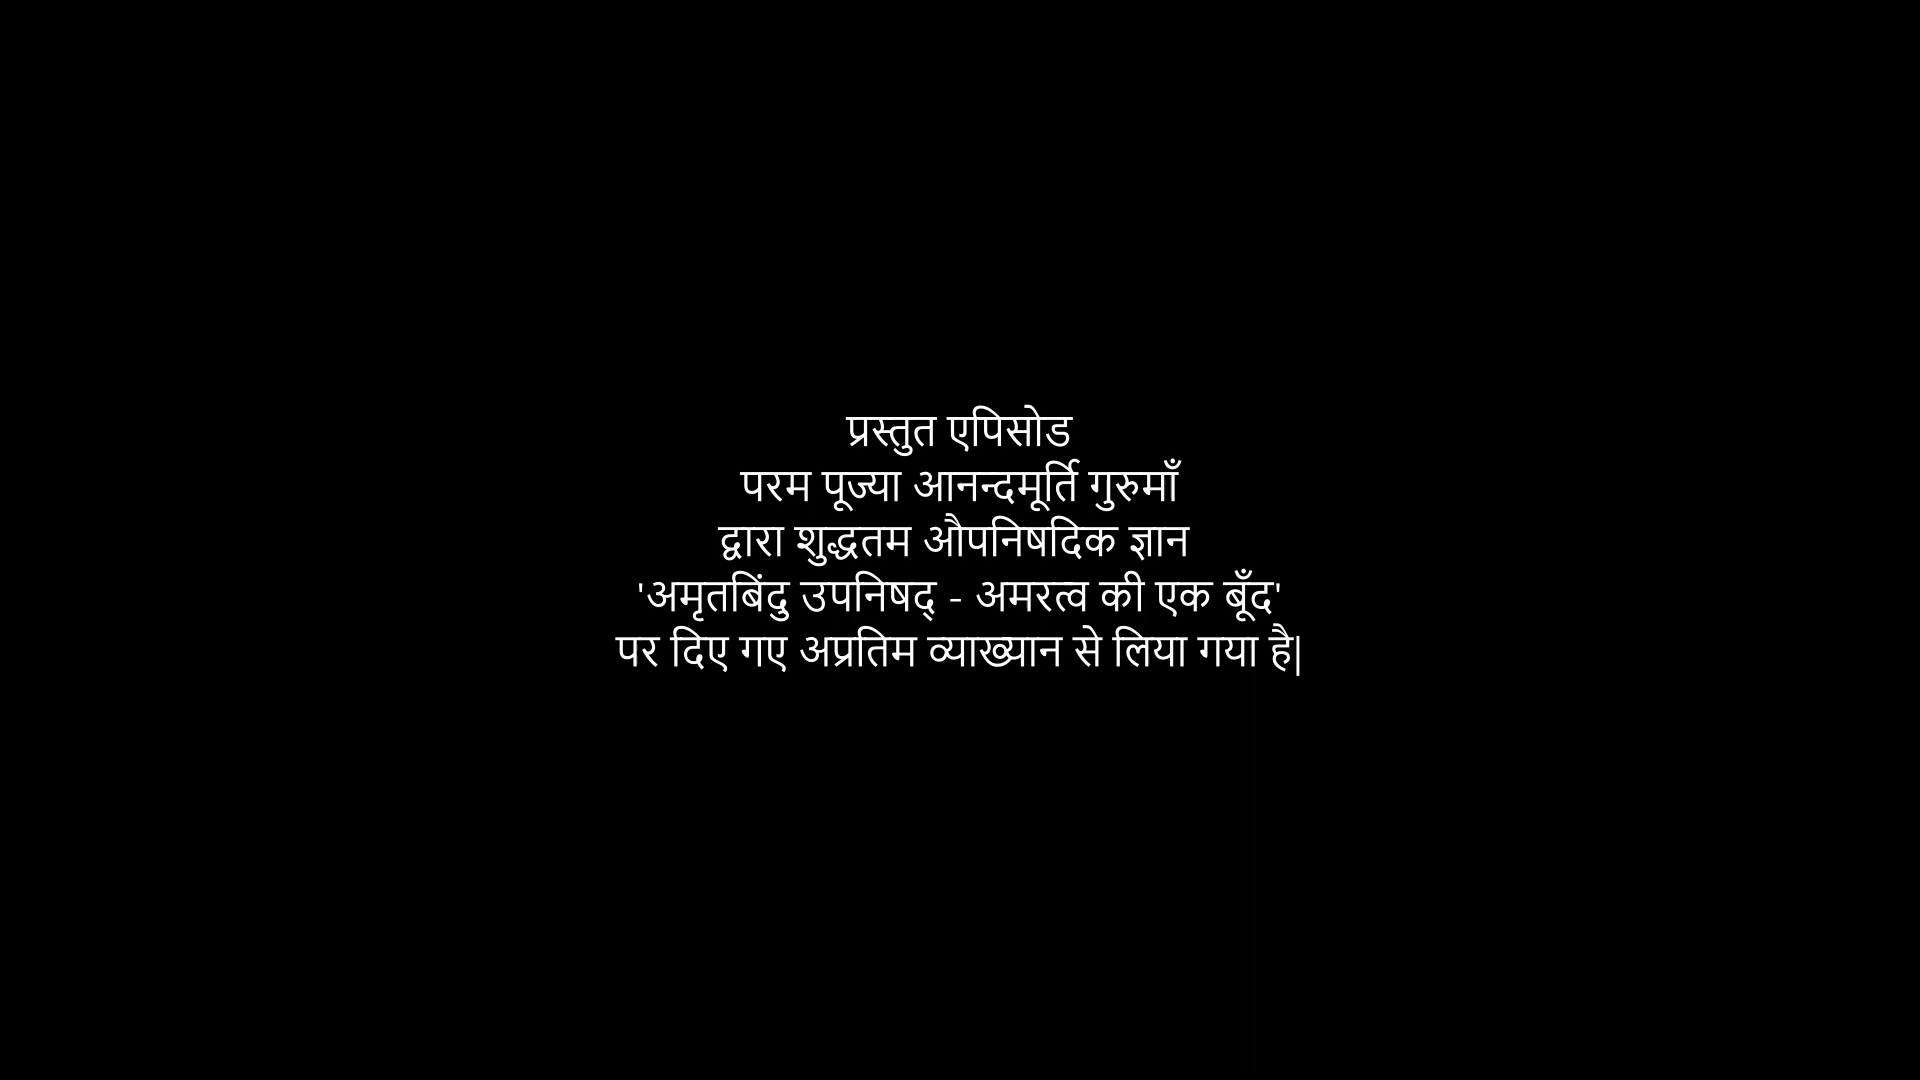 प्रस्तुत एपिसोड
परम पूज्या आनन्दमूर्ति गुरुमाँ
द्वारा शुद्धतम औपनिषदिक ज्ञान
'अमृतबिंदु उपनिषद् - अमरत्व की एक बूँद'
पर दिए गए अप्रतिम व्याख्यान से लिया गया है|